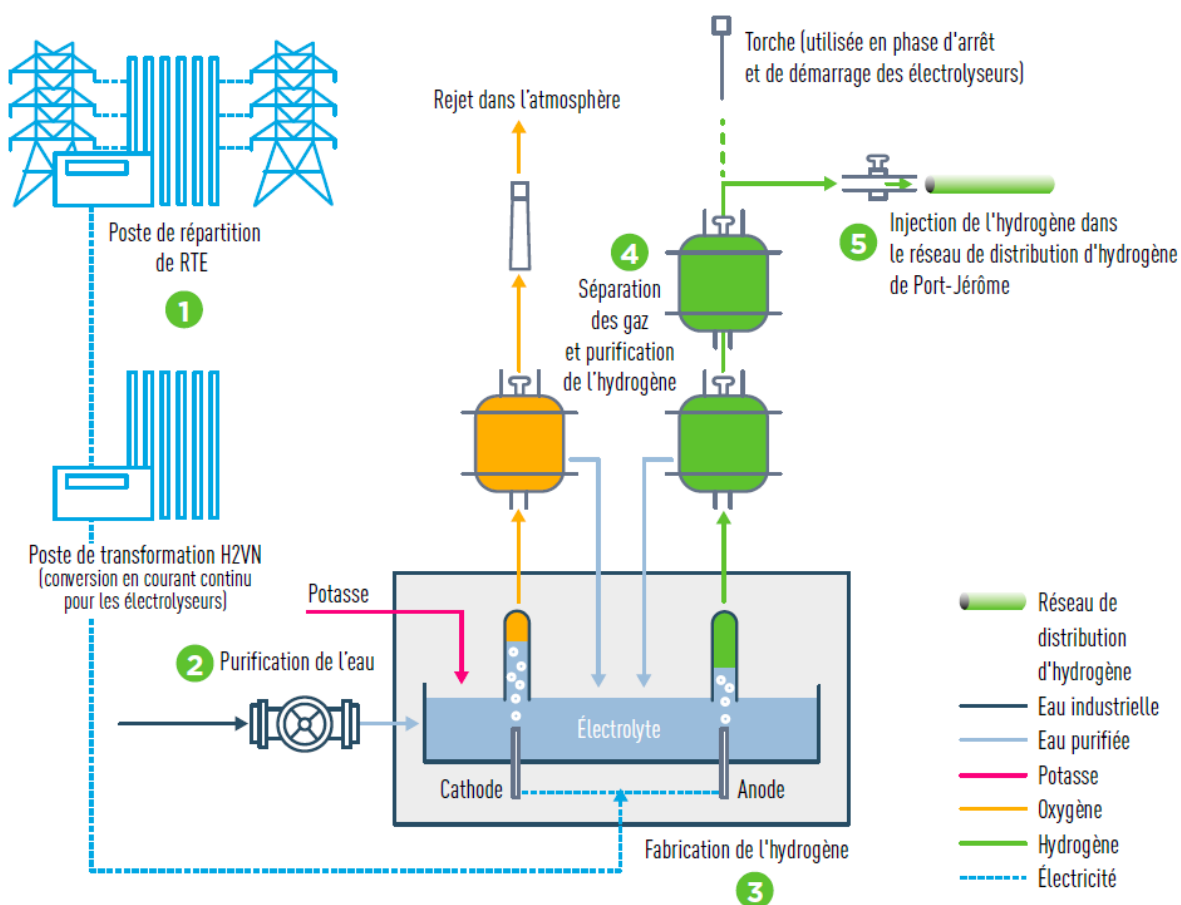 Torche (utilisée en phase d'arrêt
et de démarrage des électrolyseurs)
Rejet dans l'atmosphère
Poste de répartition
de RTE
1
4
Séparation
des gaz
et purification
de l'hydrogène
5
Injection de l'hydrogène dans
le réseau de distribution d'hydrogène
de Port-Jérôme
Poste de transformation H2VN
(conversion en courant continu
pour les électrolyseurs)
Potasse
2
Purification de l'eau
Électrolyte
Cathode
Anode
Fabrication de l'hydrogène
3
Réseau de
distribution
d'hydrogène
Eau industrielle
Eau purifiée
Potasse
Oxygène
Hydrogène
Électricité